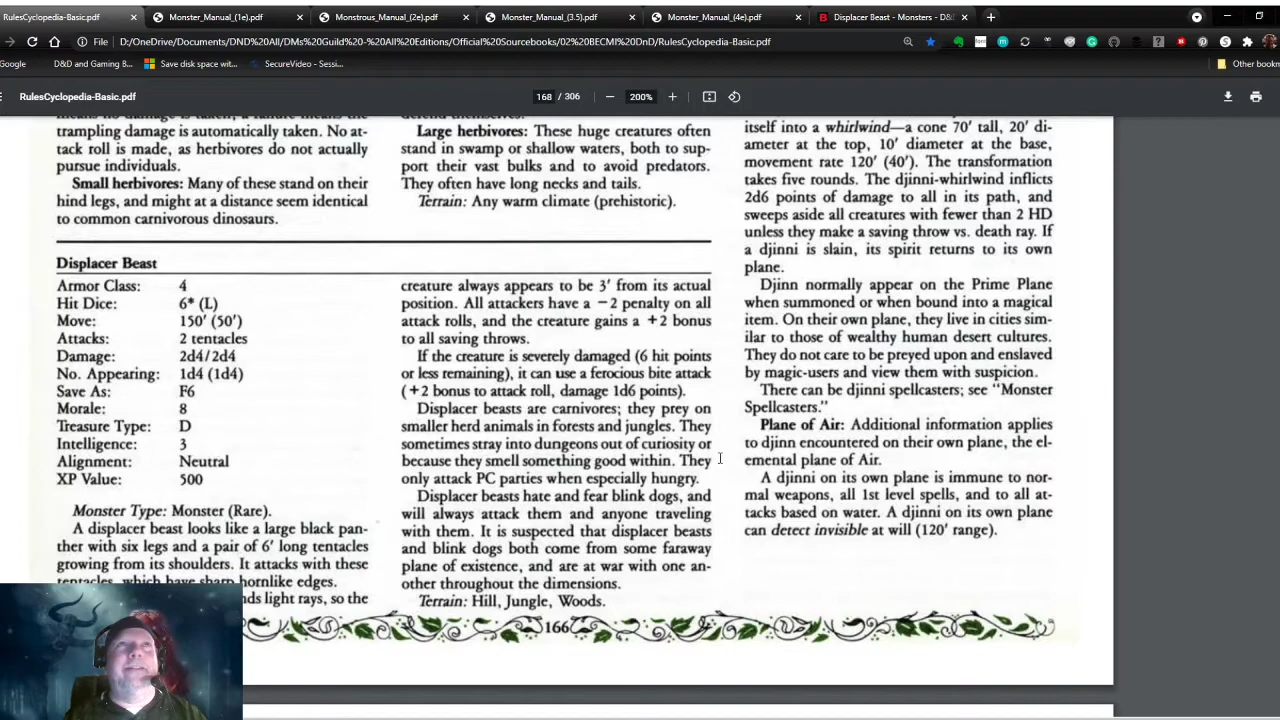 RulesCyclopedia-Basic.pdf
Monster_Manual_(1e).pdf
Monstrous_Manual_(2e).pdf
Monster_Manual_(3.5).pdf
Monster_Manual_(4e).pdf
Displacer Beast - Monsters - D&
File
D:/OneDrive/Documents/DND%20All/DMs%20Guild%20-%20All%20Editions/Official%20Sourcebooks/02%20BECMI%20DnD/RulesCyclopedia-Basic.pdf
Google
D&D and Gaming B...
Save disk space wit...
SecureVideo - Sessi...
Other bookm
RulesCyclopedia-Basic.pdf
168 / 306
200%
means no damage is taken, a failure means the
trampling damage is automatically taken. No at-
tack roll is made, as herbivores do not actually
pursue individuals.
Small herbivores: Many of these stand on their
hind legs, and might at a distance seem identical
to common carnivorous dinosaurs.
defend themselves.
Large herbivores: These huge creatures often
stand in swamp or shallow waters, both to sup-
port their vast bulks and to avoid predators.
They often have long necks and tails.
Terrain: Any warm climate (prehistoric).
Displacer Beast
Armor Class: 4
Hit Dice: 6* (L)
Move: 150' (50')
Attacks: 2 tentacles
Damage: 2d4/2d4
No. Appearing: 1d4 (1d4)
Save As: F6
Morale: 8
Treasure Type: D
Intelligence: 3
Alignment: Neutral
XP Value: 500
Monster Type: Monster (Rare).
A displacer beast looks like a large black pan-
ther with six legs and a pair of 6' long tentacles
growing from its shoulders. It attacks with these
tentacles, which have sharp hornlike edges.
nds light rays, so the
creature always appears to be 3' from its actual
position. All attackers have a −2 penalty on all
attack rolls, and the creature gains a +2 bonus
to all saving throws.
If the creature is severely damaged (6 hit points
or less remaining), it can use a ferocious bite attack
(+2 bonus to attack roll, damage 1d6 points).
Displacer beasts are carnivores; they prey on
smaller herd animals in forests and jungles. They
sometimes stray into dungeons out of curiosity or
because they smell something good within. They
only attack PC parties when especially hungry.
Displacer beasts hate and fear blink dogs, and
will always attack them and anyone traveling
with them. It is suspected that displacer beasts
and blink dogs both come from some faraway
plane of existence, and are at war with one an-
other throughout the dimensions.
Terrain: Hill, Jungle, Woods.
itself into a whirlwind—a cone 70' tall, 20' di-
ameter at the top, 10' diameter at the base,
movement rate 120' (40'). The transformation
takes five rounds. The djinni-whirlwind inflicts
2d6 points of damage to all in its path, and
sweeps aside all creatures with fewer than 2 HD
unless they make a saving throw vs. death ray. If
a djinni is slain, its spirit returns to its own
plane.
Djinn normally appear on the Prime Plane
when summoned or when bound into a magical
item. On their own plane, they live in cities sim-
ilar to those of wealthy human desert cultures.
They do not care to be preyed upon and enslaved
by magic-users and view them with suspicion.
There can be djinni spellcasters; see "Monster
Spellcasters."
Plane of Air: Additional information applies
to djinn encountered on their own plane, the el-
emental plane of Air.
A djinni on its own plane is immune to nor-
mal weapons, all 1st level spells, and to all at-
tacks based on water. A djinni on its own plane
can detect invisible at will (120' range).
166